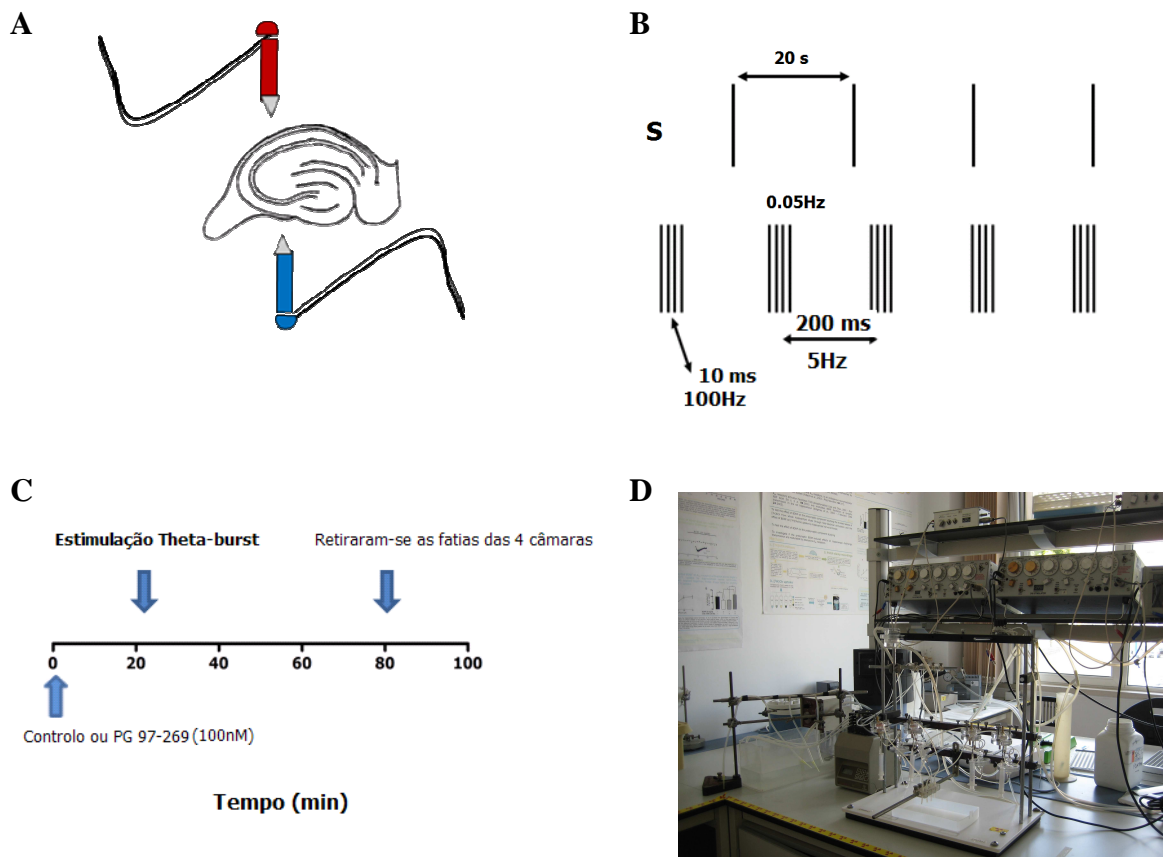 A
B
20 s
S
0.05Hz
200 ms
5Hz
10 ms
100Hz
C
D
Estimulação Theta-burst
Retiraram-se as fatias das 4 câmaras
0 20 40 60 80 100
Controlo ou PG 97-269 (100nM)
Tempo (min)